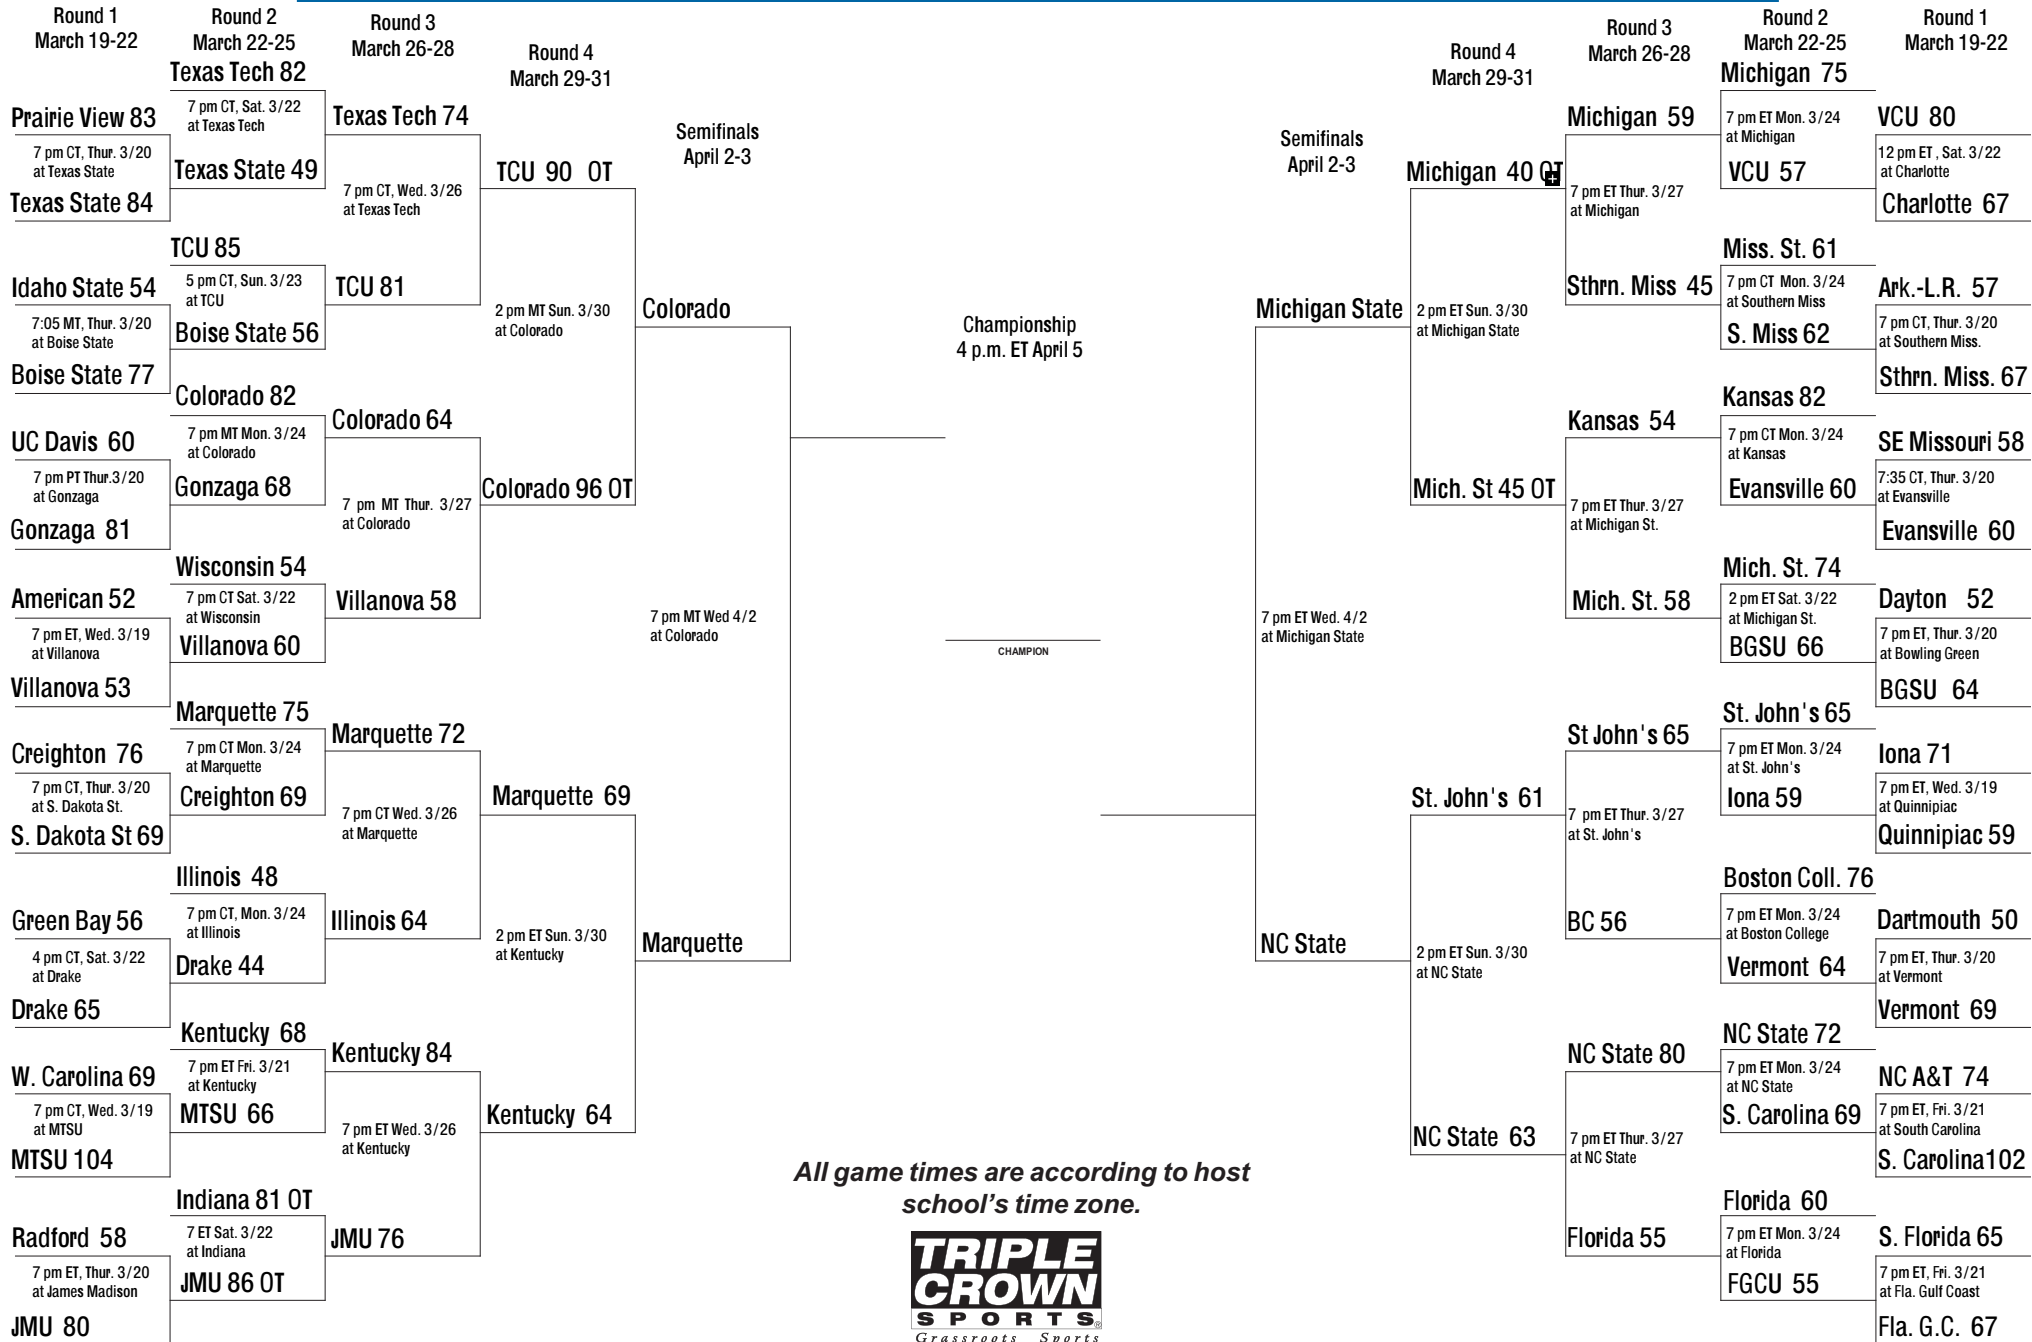 Round 1
March 19-22
Round 2
March 22-25
Round 3
March 26-28
Round 4
March 29-31
Semifinals
April 2-3
Prairie View 83
7 pm CT, Thur. 3/20
at Texas State
Texas State 84
Idaho State 54
7:05 MT, Thur. 3/20
at Boise State
Boise State 77
UC Davis 60
7 pm PT Thur.3/20
at Gonzaga
Gonzaga 81
American 52
7 pm ET, Wed. 3/19
at Villanova
Villanova 53
Creighton 76
7 pm CT, Thur. 3/20
at S. Dakota St.
S. Dakota St 69
Green Bay 56
4 pm CT, Sat. 3/22
at Drake
Drake 65
W. Carolina 69
7 pm CT, Wed. 3/19
at MTSU
MTSU 104
Radford 58
7 pm ET, Thur. 3/20
at James Madison
JMU 80
Texas Tech 82
7 pm CT, Sat. 3/22
at Texas Tech
Texas State 49
TCU 85
5 pm CT, Sun. 3/23
at TCU
Boise State 56
Colorado 82
7 pm MT Mon. 3/24
at Colorado
Gonzaga 68
Wisconsin 54
7 pm CT Sat. 3/22
at Wisconsin
Villanova 60
Marquette 75
7 pm CT Mon. 3/24
at Marquette
Creighton 69
Illinois 48
7 pm CT, Mon. 3/24
at Illinois
Drake 44
Kentucky 68
7 pm ET Fri. 3/21
at Kentucky
MTSU 66
Indiana 81 OT
7 ET Sat. 3/22
at Indiana
JMU 86 OT
Texas Tech 74
7 pm CT, Wed. 3/26
at Texas Tech
TCU 81
Colorado 64
7 pm MT Thur. 3/27
at Colorado
Villanova 58
Marquette 72
7 pm CT Wed. 3/26
at Marquette
Illinois 64
Kentucky 84
7 pm ET Wed. 3/26
at Kentucky
JMU 76
TCU 90 OT
2 pm MT Sun. 3/30
at Colorado
Colorado 96 OT
Marquette 69
2 pm ET Sun. 3/30
at Kentucky
Kentucky 64
Colorado
7 pm MT Wed 4/2
at Colorado
Marquette
Championship
4 p.m. ET April 5
CHAMPION
All game times are according to host
school's time zone.
TRIPLE
CROWN
SPORTS®
Grassroots Sports
Semifinals
April 2-3
Round 4
March 29-31
Round 3
March 26-28
Round 2
March 22-25
Round 1
March 19-22
Michigan State
7 pm ET Wed. 4/2
at Michigan State
NC State
Michigan 40 OT
2 pm ET Sun. 3/30
at Michigan State
Mich. St 45 OT
St. John's 61
2 pm ET Sun. 3/30
at NC State
NC State 63
Michigan 59
7 pm ET Thur. 3/27
at Michigan
Sthrn. Miss 45
Kansas 54
7 pm ET Thur. 3/27
at Michigan St.
Mich. St. 58
St John's 65
7 pm ET Thur. 3/27
at St. John's
BC 56
NC State 80
7 pm ET Thur. 3/27
at NC State
Florida 55
Michigan 75
7 pm ET Mon. 3/24
at Michigan
VCU 57
Miss. St. 61
7 pm CT Mon. 3/24
at Southern Miss
S. Miss 62
Kansas 82
7 pm CT Mon. 3/24
at Kansas
Evansville 60
Mich. St. 74
2 pm ET Sat. 3/22
at Michigan St.
BGSU 66
St. John's 65
7 pm ET Mon. 3/24
at St. John's
Iona 59
Boston Coll. 76
7 pm ET Mon. 3/24
at Boston College
Vermont 64
NC State 72
7 pm ET Mon. 3/24
at NC State
S. Carolina 69
Florida 60
7 pm ET Mon. 3/24
at Florida
FGCU 55
VCU 80
12 pm ET , Sat. 3/22
at Charlotte
Charlotte 67
Ark.-L.R. 57
7 pm CT, Thur. 3/20
at Southern Miss.
Sthrn. Miss. 67
SE Missouri 58
7:35 CT, Thur. 3/20
at Evansville
Evansville 60
Dayton 52
7 pm ET, Thur. 3/20
at Bowling Green
BGSU 64
Iona 71
7 pm ET, Wed. 3/19
at Quinnipiac
Quinnipiac 59
Dartmouth 50
7 pm ET, Thur. 3/20
at Vermont
Vermont 69
NC A&T 74
7 pm ET, Fri. 3/21
at South Carolina
S. Carolina102
S. Florida 65
7 pm ET, Fri. 3/21
at Fla. Gulf Coast
Fla. G.C. 67